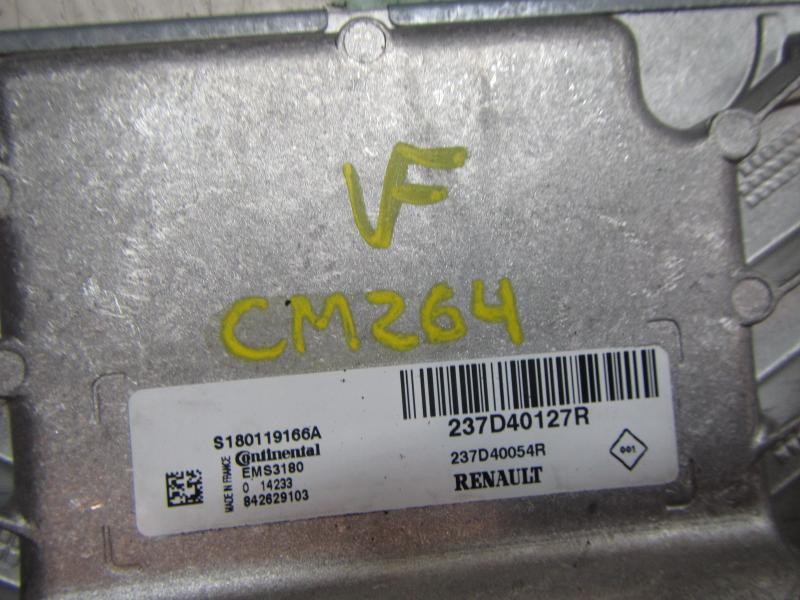 VF
CM264
S180119166A
Continental
EMS3180
0 14233
842629103
MADE IN FRANCE
237D40127R
237D40054R
RENAULT
001